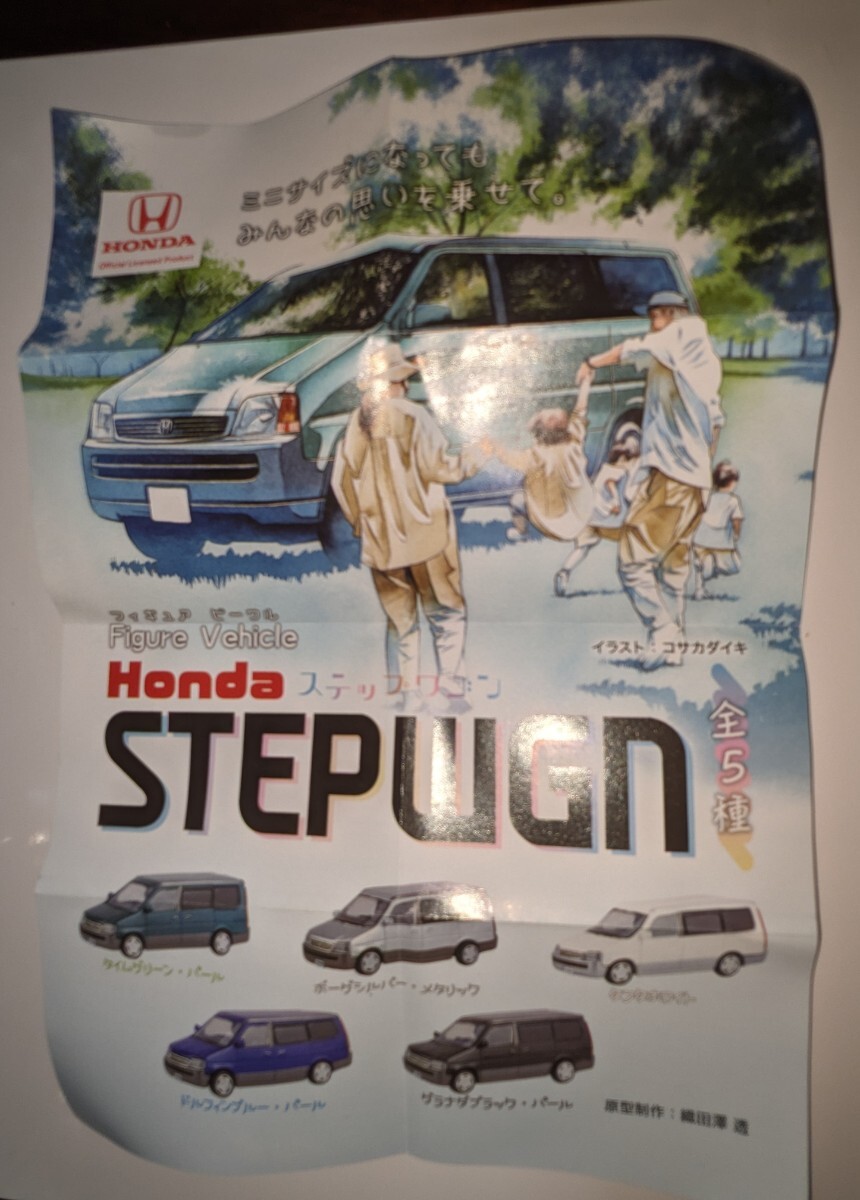 ミニサイズになっても
みんなの思いを乗せて。
HONDA
Official Licensed Product
フィギュア ビークル
Figure Vehicle
イラスト：コサカダイキ
Honda ステップワゴン
STEPWGN
全5種
タイムグリーン・パール
ボーグシルバー・メタリック
ドルフィンブルー・パール
グラナダブラック・パール
原型制作：織田澤 透